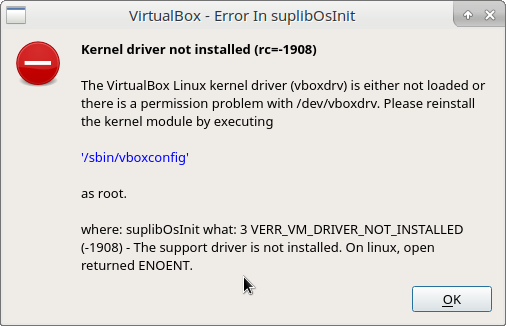 VirtualBox - Error In suplibOsInit
Kernel driver not installed (rc=-1908)
The VirtualBox Linux kernel driver (vboxdrv) is either not loaded or
there is a permission problem with /dev/vboxdrv. Please reinstall
the kernel module by executing
'/sbin/vboxconfig'
as root.
where: suplibOsInit what: 3 VERR_VM_DRIVER_NOT_INSTALLED
(-1908) - The support driver is not installed. On linux, open
returned ENOENT.
OK